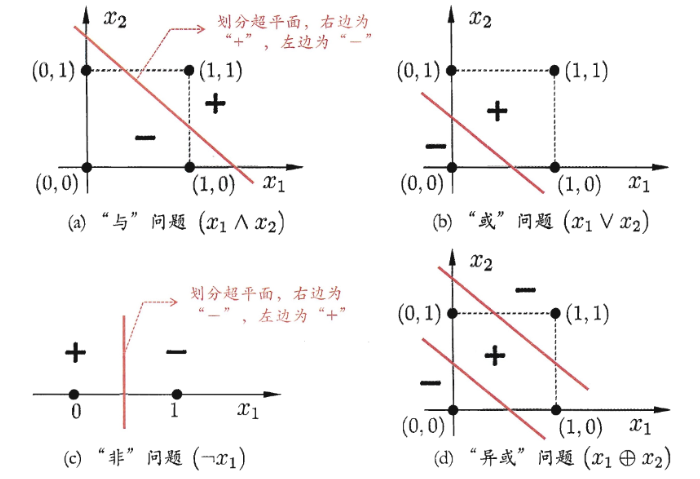 x₂
划分超平面, 右边为
“+”, 左边为“−”
(0,1)
(1,1)
+
−
(0,0)
(1,0)
x₁
(a) “与”问题 (x₁ ∧ x₂)
x₂
(0,1)
(1,1)
+
−
(0,0)
(1,0)
x₁
(b) “或”问题 (x₁ ∨ x₂)
划分超平面, 右边为
“−”, 左边为“+”
+
−
0
1
x₁
(c) “非”问题 (¬x₁)
x₂
−
(0,1)
(1,1)
+
−
(0,0)
(1,0)
x₁
(d) “异或”问题 (x₁ ⊕ x₂)